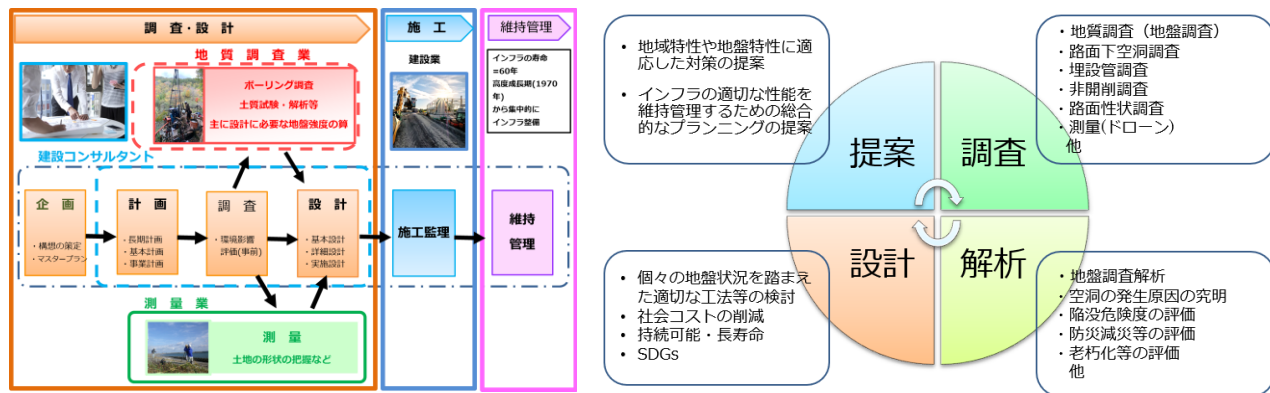 調 査・設 計
地 質 調 査 業
ボーリング調査
土質試験・解析等
主に設計に必要な地盤強度の算
建設コンサルタント
企 画
・構想の策定
・マスタープラン
計 画
・長期計画
・基本計画
・事業計画
調 査
・環境影響
評価(事前)
設 計
・基本設計
・詳細設計
・実施設計
測 量 業
測 量
土地の形状の把握など
施 工
建設業
施工監理
維持管理
インフラの寿命
=60年
高度成長期(1970
年)
から集中的に
インフラ整備
維持
管理
• 地域特性や地盤特性に適
応した対策の提案
• インフラの適切な性能を
維持管理するための総合
的なプランニングの提案
提案
調査
・地質調査（地盤調査）
・路面下空洞調査
・埋設管調査
・非開削調査
・路面性状調査
・測量(ドローン)
他
設計
解析
• 個々の地盤状況を踏まえ
た適切な工法等の検討
• 社会コストの削減
• 持続可能・長寿命
• SDGs
・地盤調査解析
・空洞の発生原因の究明
・陥没危険度の評価
・防災減災等の評価
・老朽化等の評価
他